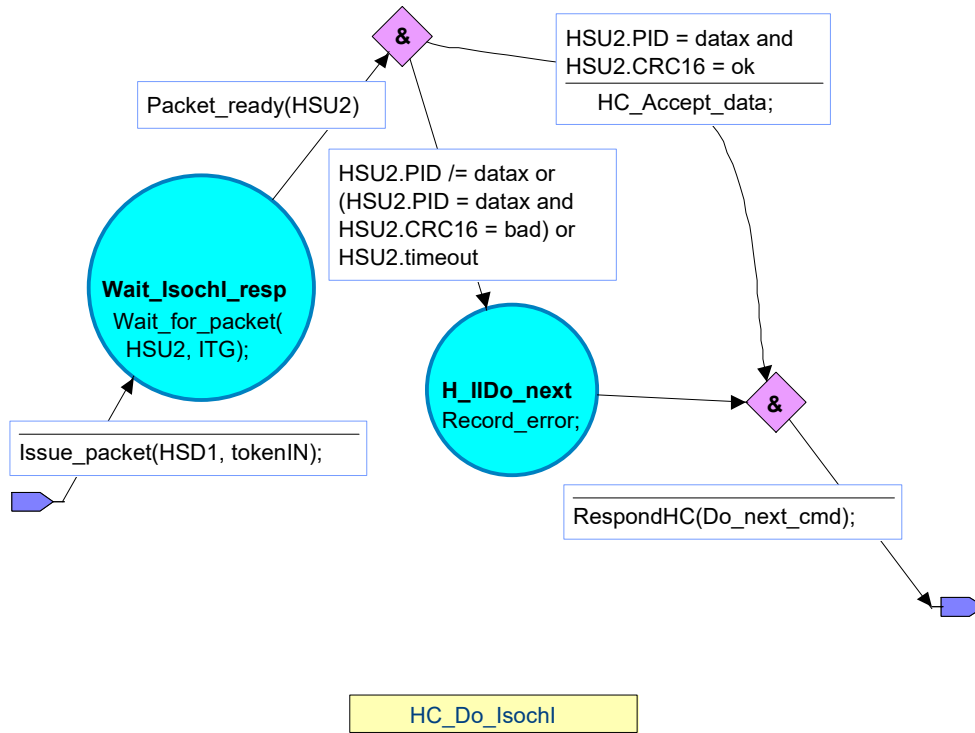 &
HSU2.PID = datax and
HSU2.CRC16 = ok
HC_Accept_data;
Packet_ready(HSU2)
HSU2.PID /= datax or
(HSU2.PID = datax and
HSU2.CRC16 = bad) or
HSU2.timeout
Wait_IsochI_resp
Wait_for_packet(
HSU2, ITG);
H_IIDo_next
Record_error;
&
Issue_packet(HSD1, tokenIN);
RespondHC(Do_next_cmd);
HC_Do_IsochI